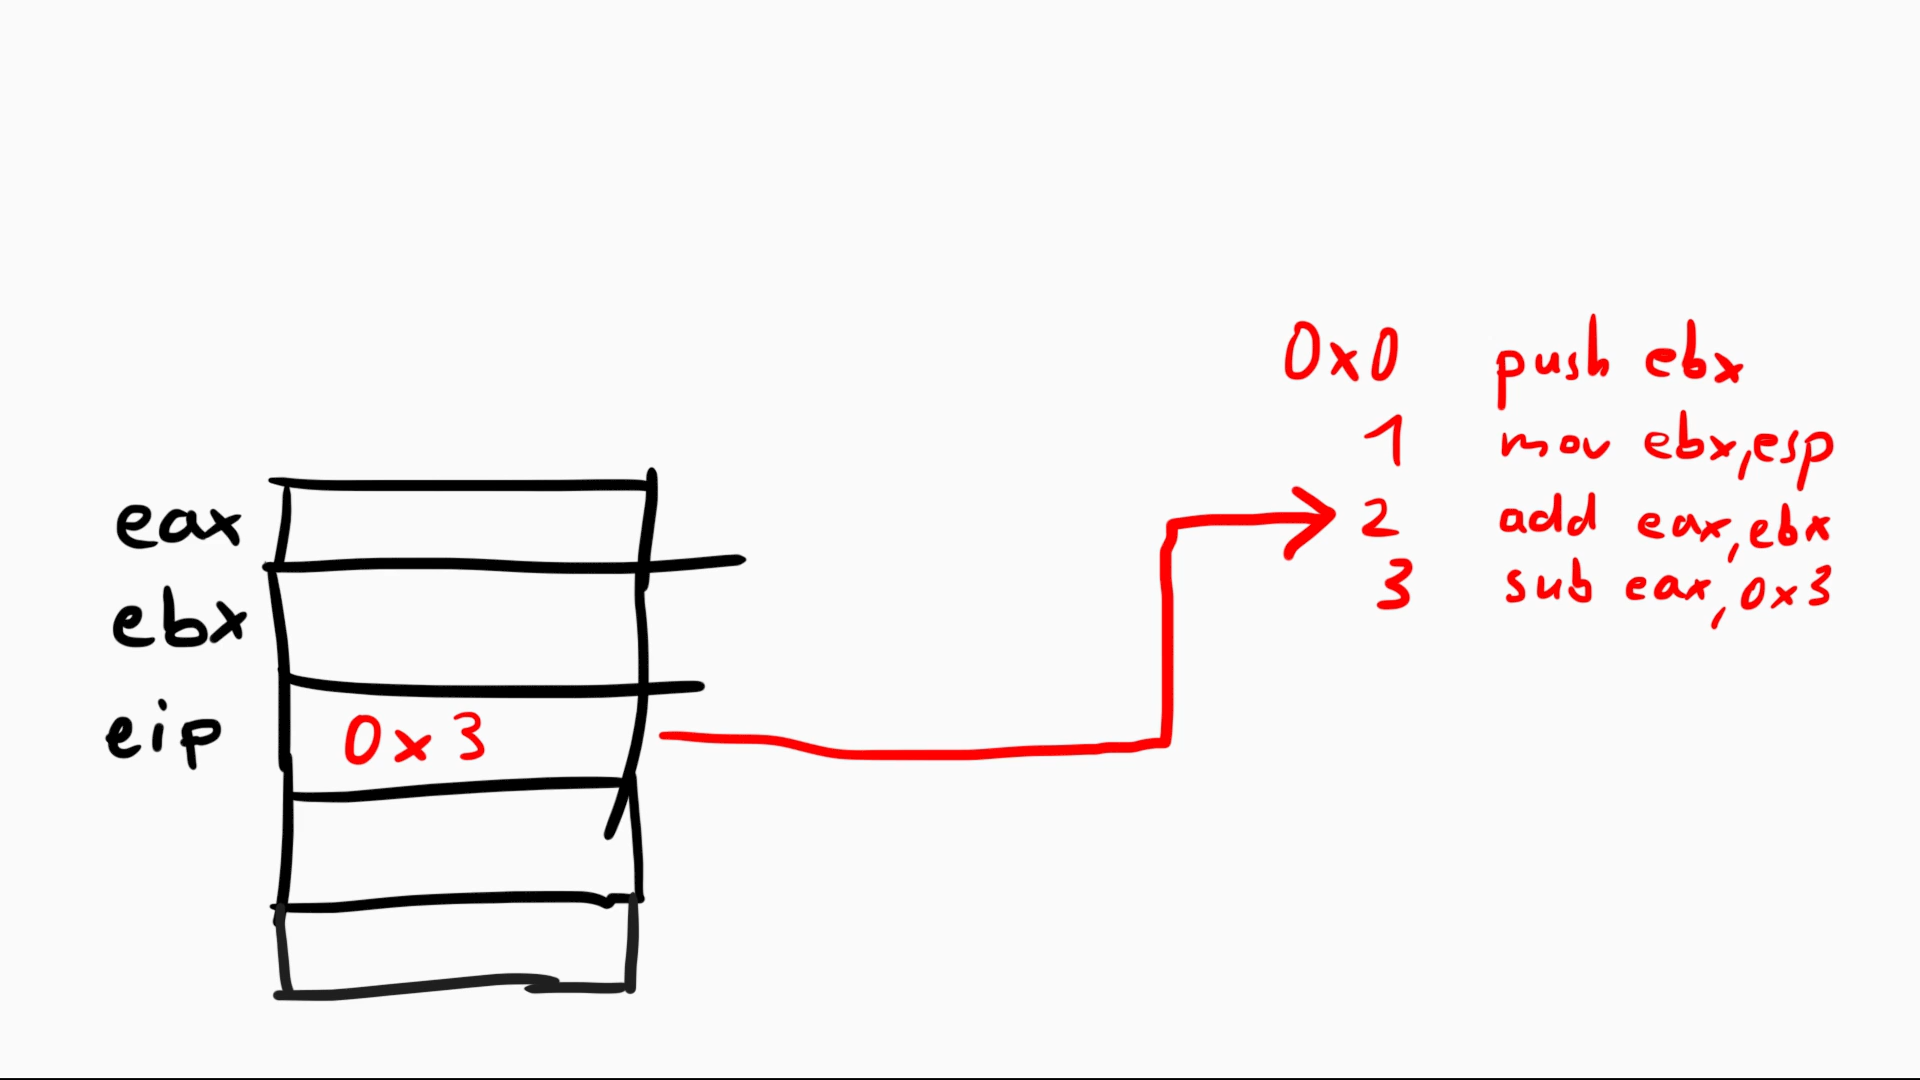 0x0 push ebx
1 mov ebx,esp
2 add eax,ebx
3 sub eax,0x3
eax
ebx
eip 0x3